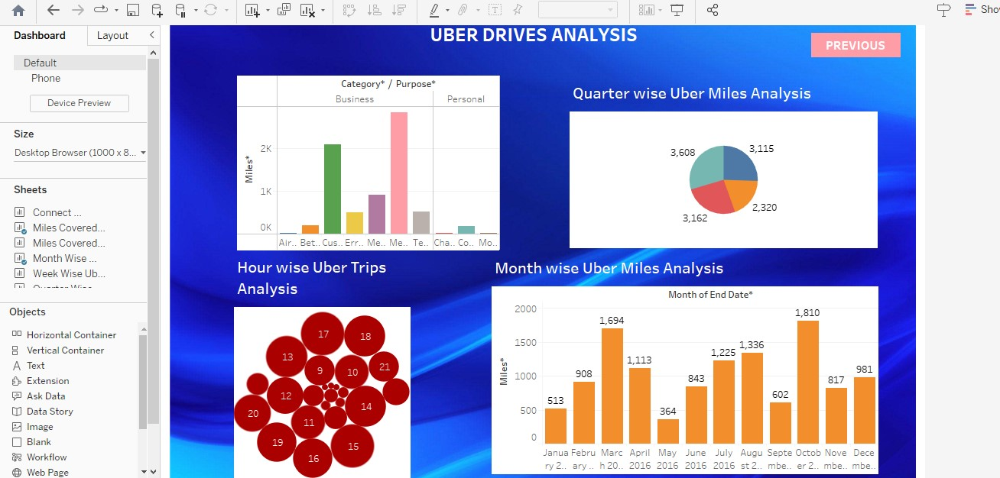 Show
Dashboard
Layout
Default
Phone
Device Preview
Size
Desktop Browser (1000 x 8...
Sheets
Connect ...
Miles Covered...
Miles Covered...
Month Wise ...
Week Wise Ub...
Objects
Horizontal Container
Vertical Container
Text
Extension
Ask Data
Data Story
Image
Blank
Workflow
Web Page
UBER DRIVES ANALYSIS
PREVIOUS
Category* / Purpose*
Business
Personal
Miles*
2K
1K
0K
Air.. Bet.. Cus.. Err.. Me.. Me.. Te.. Cha.. Co.. Mo..
Quarter wise Uber Miles Analysis
3,608
3,115
2,320
3,162
Hour wise Uber Trips
Analysis
17
18
13
9
10
21
12
14
20
11
19
15
16
Month wise Uber Miles Analysis
Month of End Date*
Miles*
2000
1500
1000
500
0
513
908
1,694
1,113
364
843
1,225
1,336
602
1,810
817
981
Janua Febru Marc April May June July Augu Septe Octob Nove Dece
ry 2.. ary .. h 20.. 2016 2016 2016 2016 st 2.. mbe.. er 2.. mbe.. mbe..